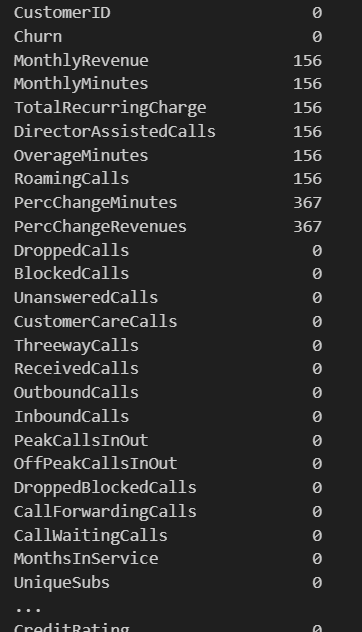 CustomerID 0
Churn 0
MonthlyRevenue 156
MonthlyMinutes 156
TotalRecurringCharge 156
DirectorAssistedCalls 156
OverageMinutes 156
RoamingCalls 156
PercChangeMinutes 367
PercChangeRevenues 367
DroppedCalls 0
BlockedCalls 0
UnansweredCalls 0
CustomerCareCalls 0
ThreewayCalls 0
ReceivedCalls 0
OutboundCalls 0
InboundCalls 0
PeakCallsInOut 0
OffPeakCallsInOut 0
DroppedBlockedCalls 0
CallForwardingCalls 0
CallWaitingCalls 0
MonthsInService 0
UniqueSubs 0
...
CreditRating 0